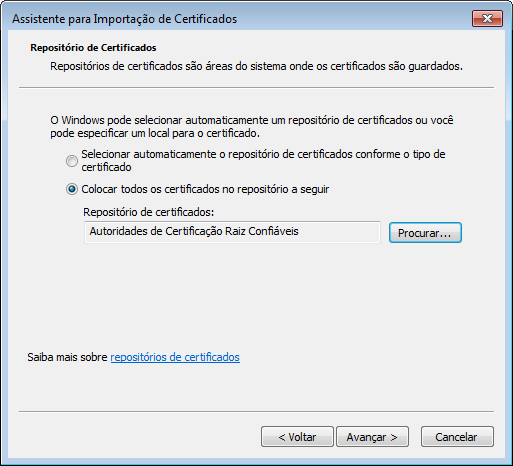 Assistente para Importação de Certificados
Repositório de Certificados
Repositórios de certificados são áreas do sistema onde os certificados são guardados.
O Windows pode selecionar automaticamente um repositório de certificados ou você
pode especificar um local para o certificado.
Selecionar automaticamente o repositório de certificados conforme o tipo de
certificado
Colocar todos os certificados no repositório a seguir
Repositório de certificados:
Autoridades de Certificação Raiz Confiáveis
Procurar...
Saiba mais sobre repositórios de certificados
< Voltar
Avançar >
Cancelar